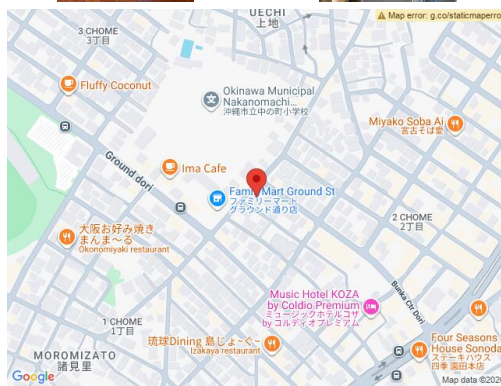 UECHI
上地
⚠ Map error: g.co/staticmaperro
3 CHOME
3丁目
Fluffy Coconut
Okinawa Municipal
Nakanomachi...
沖縄市立中の町小学校
Miyako Soba Ai
宮古そば愛
Ground dori
Ima Cafe
FamilyMart Ground St
ファミリーマート
グラウンド通り店
2 CHOME
2丁目
大阪お好み焼き
まんま～る
Okonomiyaki restaurant
Bunka Ctr Dori
Music Hotel KOZA
by Coldio Premium
ミュージックホテルコザ
by コルディオプレミアム
1 CHOME
1丁目
琉球Dining 島じょ～ぐ～
Izakaya restaurant
Four Seasons
House Sonoda
ステーキハウス
四季 園田本店
MOROMIZATO
諸見里
Google
Map data ©202